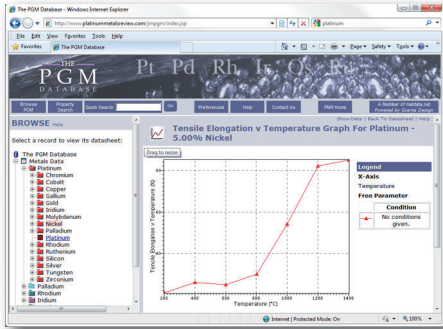 The PGM Database - Windows Internet Explorer
http://www.platinummetalsreview.com/jmpgm/index.jsp
platinum
File Edit View Favorites Tools Help
Favorites The PGM Database
Page Safety Tools
THE
PGM
DATABASE
Pt Pd Rh Ir Os Ru
Browse PGM
Property Search
Quick Search
Go
Preferences
Help
Contact Us
PMR Home
A Member of matdata.net
Powered by Granta Design
BROWSE Help
Select a record to view its datasheet:
The PGM Database
Metals Data
Platinum
Chromium
Cobalt
Copper
Gallium
Gold
Iridium
Molybdenum
Nickel
Palladium
Platinum
Rhodium
Ruthenium
Silicon
Silver
Tungsten
Zirconium
Palladium
Rhodium
Iridium
Show Data | Back To Datasheet | Help
Tensile Elongation v Temperature Graph For Platinum - 5.00% Nickel
Drag to resize
Tensile Elongation v Temperature (%)
200 400 600 800 1000 1200 1400
Temperature (°C)
Legend
X-Axis
Temperature
Free Parameter
Condition
No conditions given.
Internet | Protected Mode: On
100%